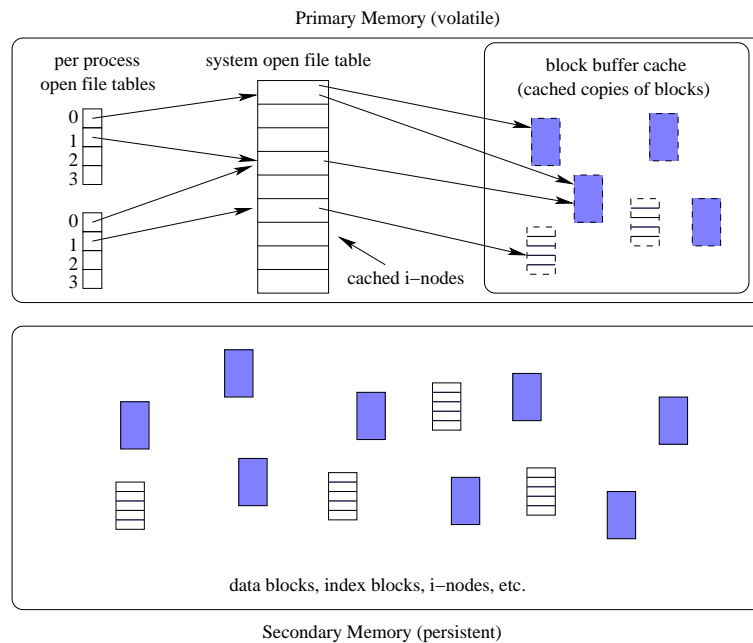 Primary Memory (volatile)
per process
open file tables
system open file table
block buffer cache
(cached copies of blocks)
0
1
2
3
0
1
2
3
cached i−nodes
data blocks, index blocks, i−nodes, etc.
Secondary Memory (persistent)